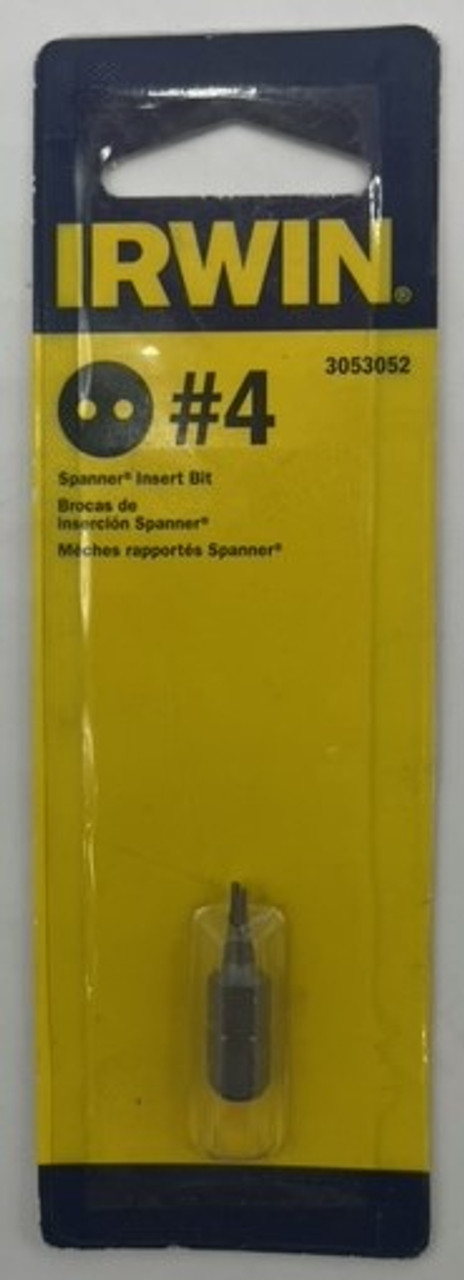 IRWIN®
3053052
#4
Spanner® Insert Bit
Brocas de
inserción Spanner®
Mèches rapportés Spanner®